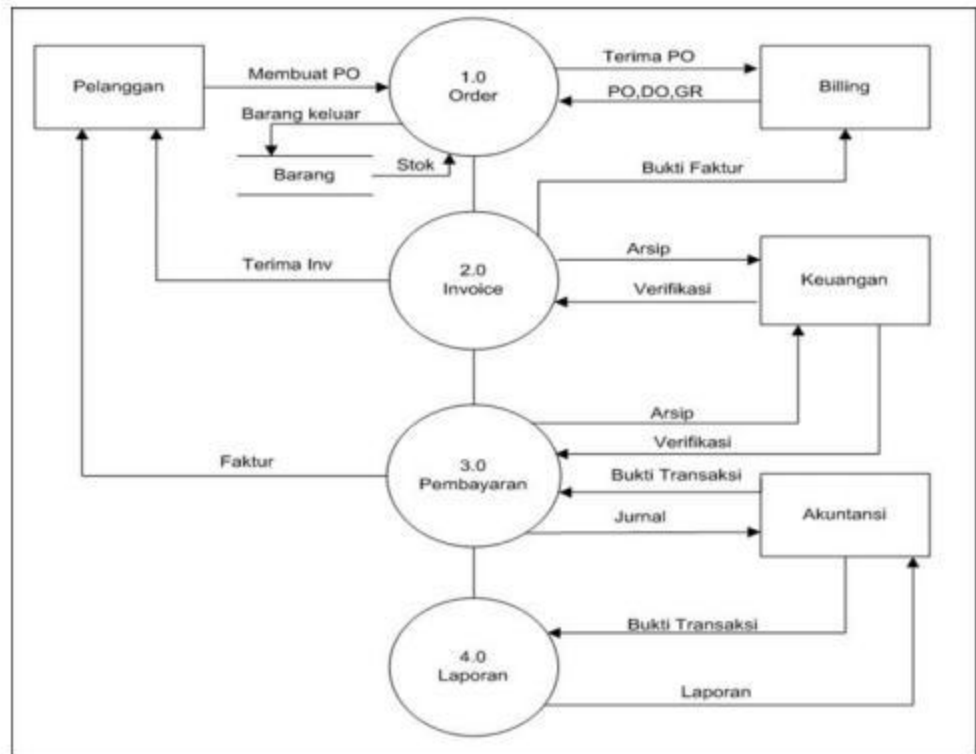 Pelanggan
Membuat PO
1.0
Order
Terima PO
PO,DO,GR
Billing
Barang keluar
Barang
Stok
Bukti Faktur
Terima Inv
2.0
Invoice
Arsip
Verifikasi
Keuangan
Arsip
Verifikasi
Faktur
3.0
Pembayaran
Bukti Transaksi
Jurnal
Akuntansi
Bukti Transaksi
4.0
Laporan
Laporan